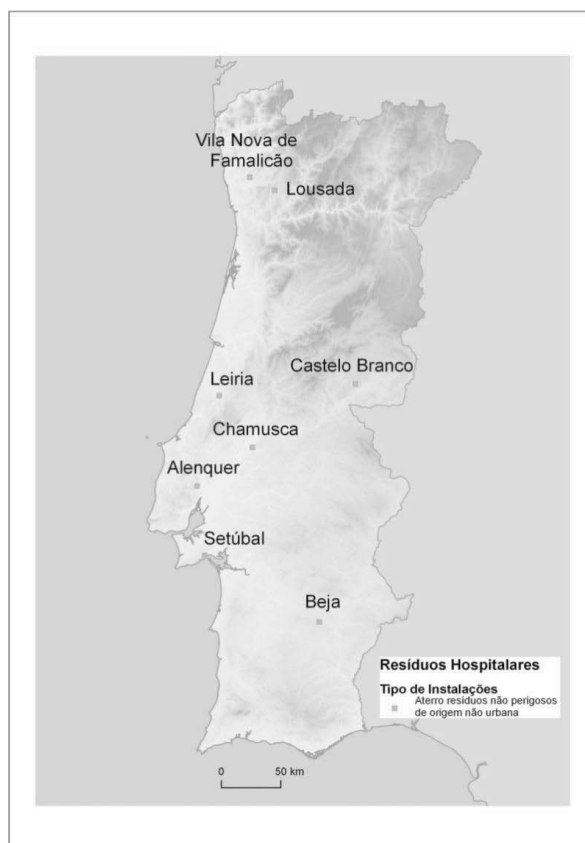 Vila Nova de
Famalicão
Lousada
Castelo Branco
Leiria
Chamusca
Alenquer
Setúbal
Beja
Resíduos Hospitalares
Tipo de Instalações
Aterro resíduos não perigosos
de origem não urbana
0 50 km